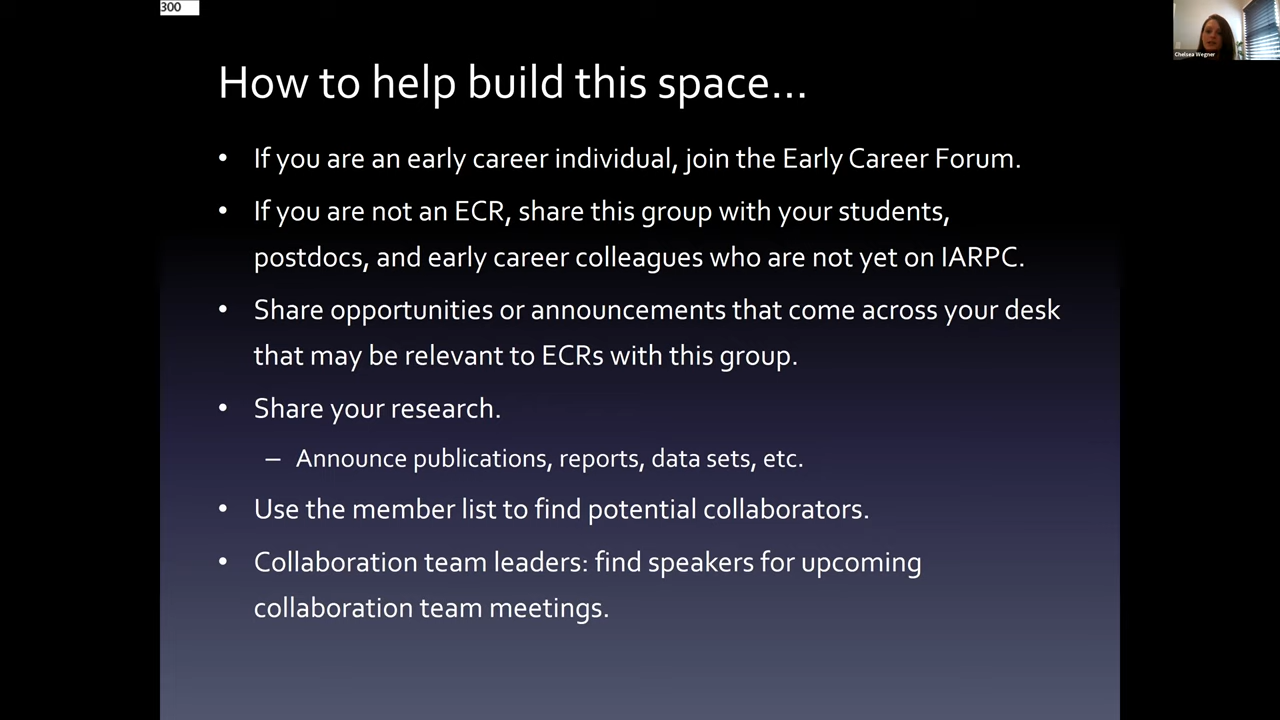 300
Chelsea Wegner
How to help build this space...
• If you are an early career individual, join the Early Career Forum.
• If you are not an ECR, share this group with your students,
postdocs, and early career colleagues who are not yet on IARPC.
• Share opportunities or announcements that come across your desk
that may be relevant to ECRs with this group.
• Share your research.
– Announce publications, reports, data sets, etc.
• Use the member list to find potential collaborators.
• Collaboration team leaders: find speakers for upcoming
collaboration team meetings.